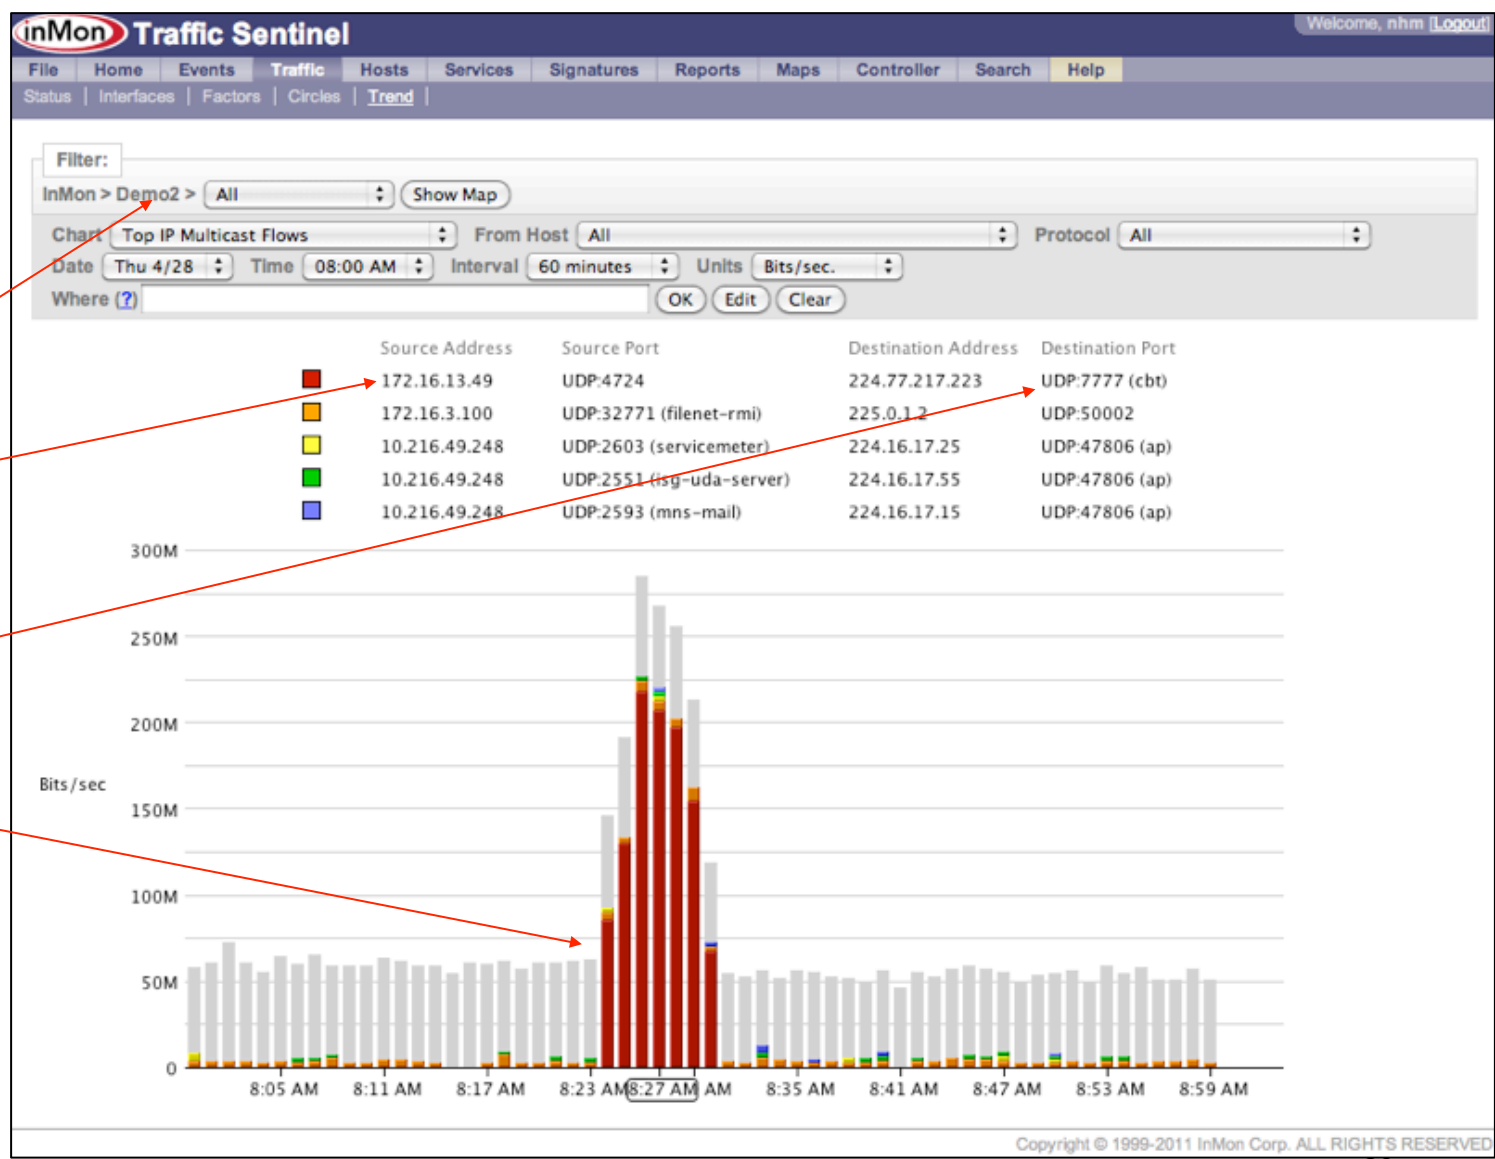 inMon Traffic Sentinel
Welcome, nhm [Logout]
File Home Events Traffic Hosts Services Signatures Reports Maps Controller Search Help
Status | Interfaces | Factors | Circles | Trend |
Filter:
InMon > Demo2 > All Show Map
Chart Top IP Multicast Flows From Host All Protocol All
Date Thu 4/28 Time 08:00 AM Interval 60 minutes Units Bits/sec.
Where (?) OK Edit Clear
Source Address Source Port Destination Address Destination Port
172.16.13.49 UDP:4724 224.77.217.223 UDP:7777 (cbt)
172.16.3.100 UDP:32771 (filenet-rmi) 225.0.1.2 UDP:50002
10.216.49.248 UDP:2603 (servicemeter) 224.16.17.25 UDP:47806 (ap)
10.216.49.248 UDP:2551 (isg-uda-server) 224.16.17.55 UDP:47806 (ap)
10.216.49.248 UDP:2593 (mns-mail) 224.16.17.15 UDP:47806 (ap)
300M
250M
200M
Bits/sec
150M
100M
50M
0
8:05 AM 8:11 AM 8:17 AM 8:23 AM 8:27 AM AM 8:35 AM 8:41 AM 8:47 AM 8:53 AM 8:59 AM
Copyright © 1999-2011 InMon Corp. ALL RIGHTS RESERVED